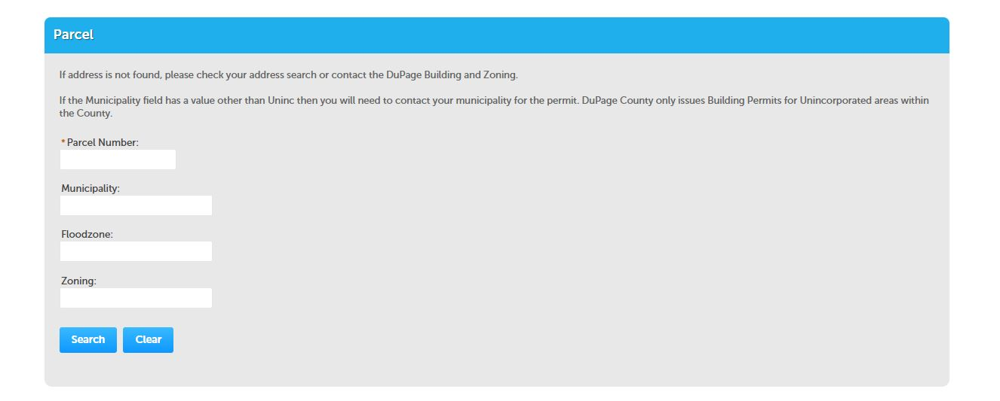 Parcel
If address is not found, please check your address search or contact the DuPage Building and Zoning.
If the Municipality field has a value other than Uninc then you will need to contact your municipality for the permit. DuPage County only issues Building Permits for Unincorporated areas within
the County.
* Parcel Number:
Municipality:
Floodzone:
Zoning:
Search Clear